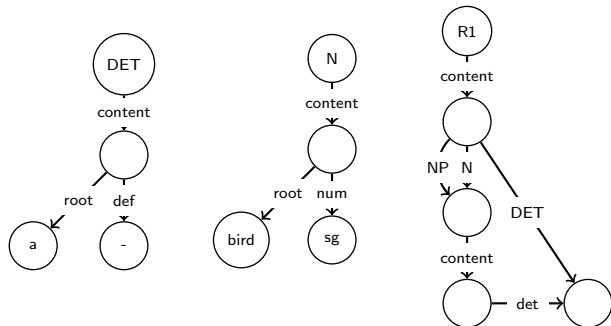 DET
content
root def
a -
N
content
root num
bird sg
R1
content
NP N
DET
content
det